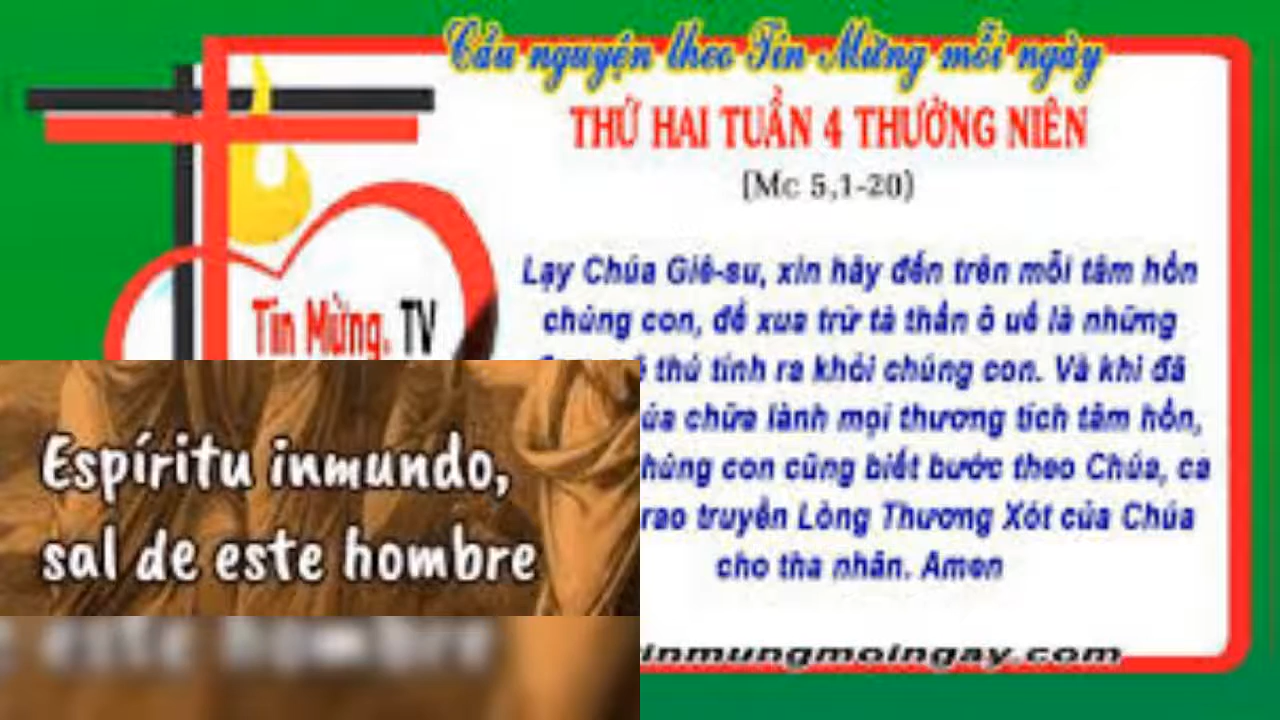 Cầu nguyện theo Tin Mừng mỗi ngày
THỨ HAI TUẦN 4 THƯỜNG NIÊN
(Mc 5,1-20)
Tin Mừng. TV
Lạy Chúa Giê-su, xin hãy đến trên mỗi tâm hồn
chúng con, để xua trừ tà thần ô uế là những
thú tính ra khỏi chúng con. Và khi đã
chữa lành mọi thương tích tâm hồn,
con cũng biết bước theo Chúa, ca
truyền Lòng Thương Xót của Chúa
cho tha nhân. Amen
inmungmoingay.com
Espíritu inmundo,
sal de este hombre
este hombre